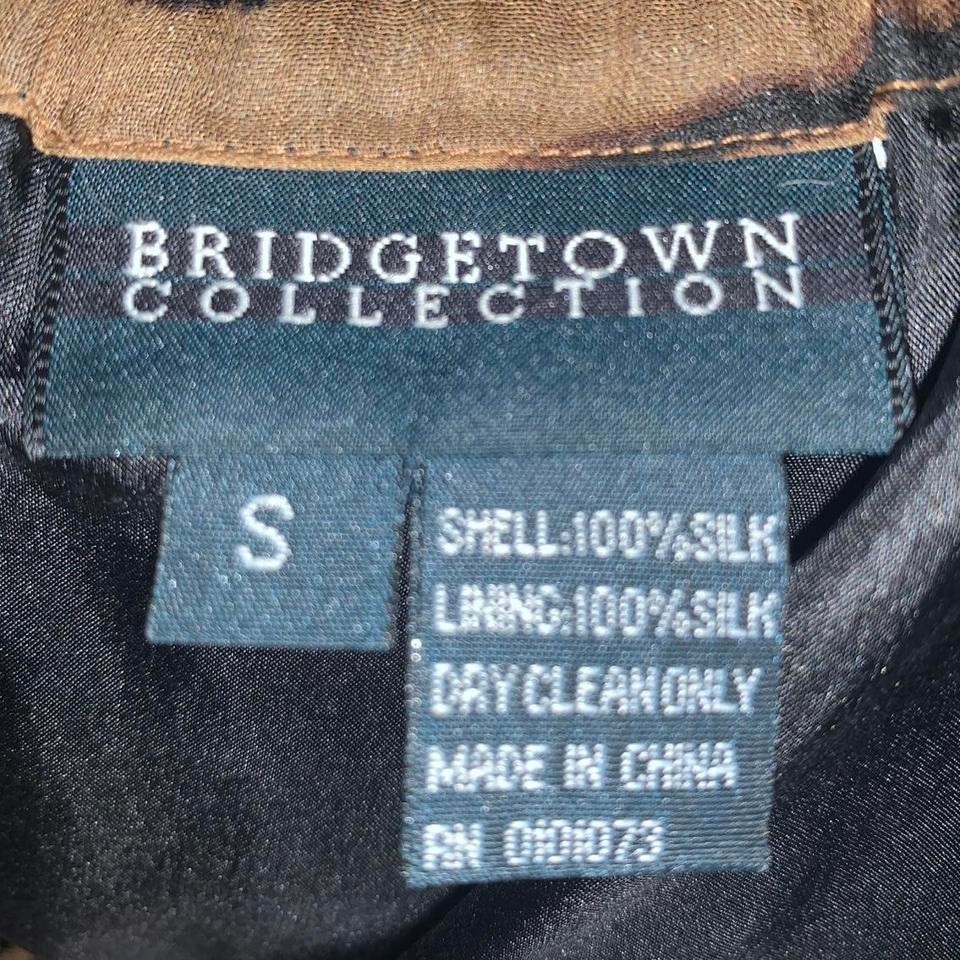 BRIDGETOWN
COLLECTION
S
SHELL:100%SILK
LINING:100%SILK
DRY CLEAN ONLY
MADE IN CHINA
RN 0101073